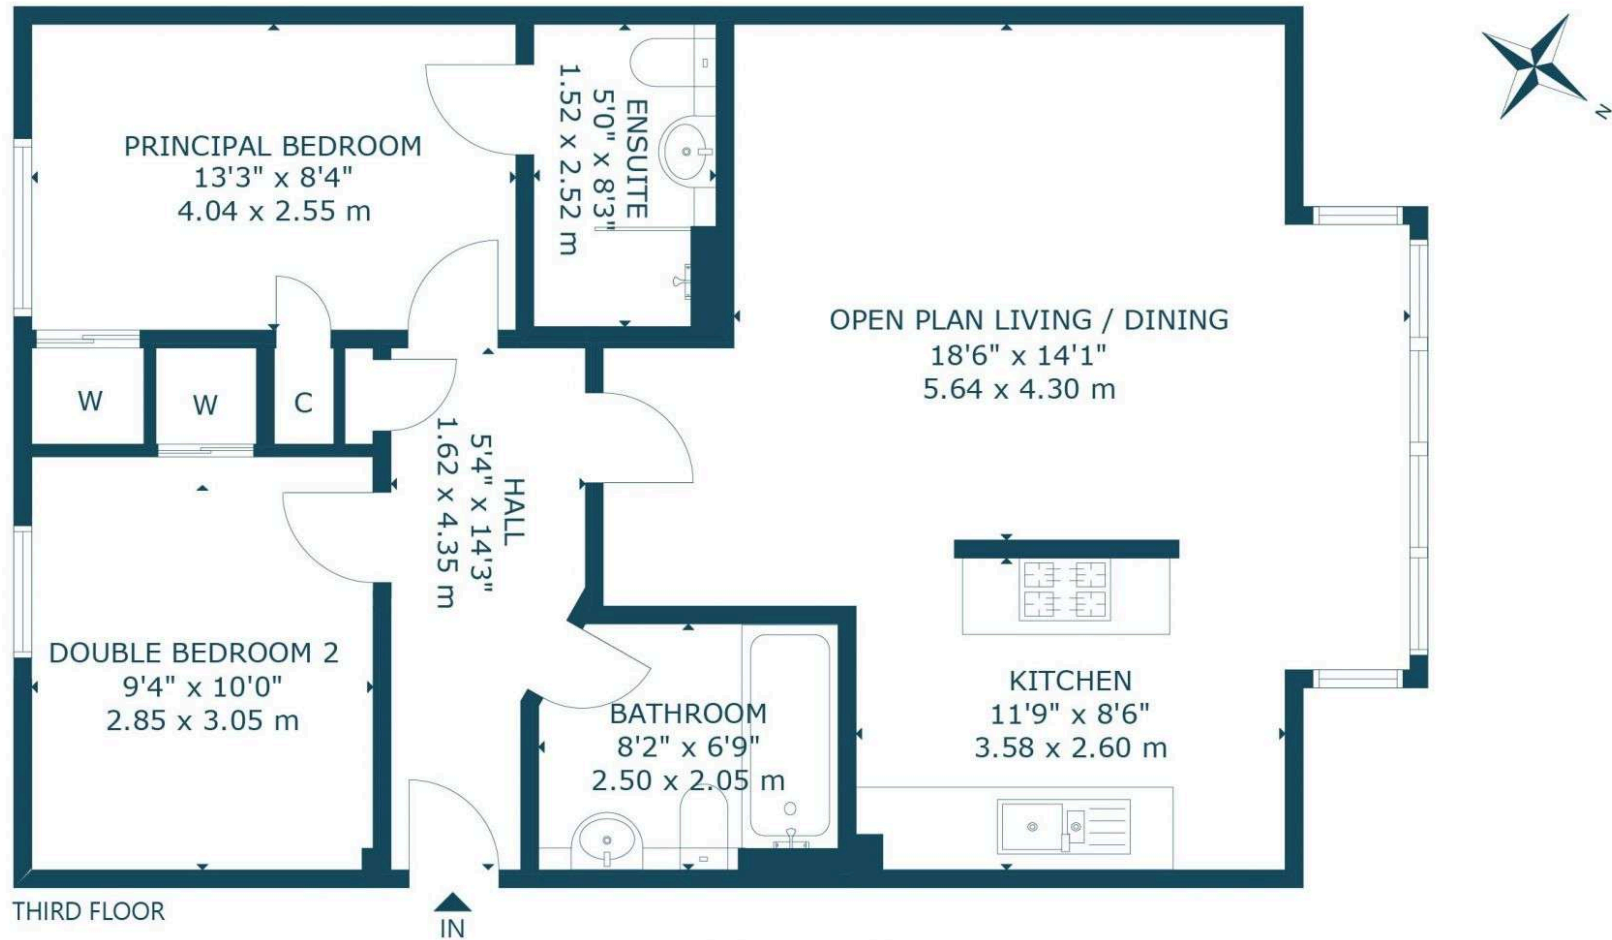 N
PRINCIPAL BEDROOM
13'3" x 8'4"
4.04 x 2.55 m
ENSUITE
5'0" x 8'3"
1.52 x 2.52 m
OPEN PLAN LIVING / DINING
18'6" x 14'1"
5.64 x 4.30 m
W
W
C
HALL
5'4" x 14'3"
1.62 x 4.35 m
DOUBLE BEDROOM 2
9'4" x 10'0"
2.85 x 3.05 m
BATHROOM
8'2" x 6'9"
2.50 x 2.05 m
KITCHEN
11'9" x 8'6"
3.58 x 2.60 m
THIRD FLOOR
IN